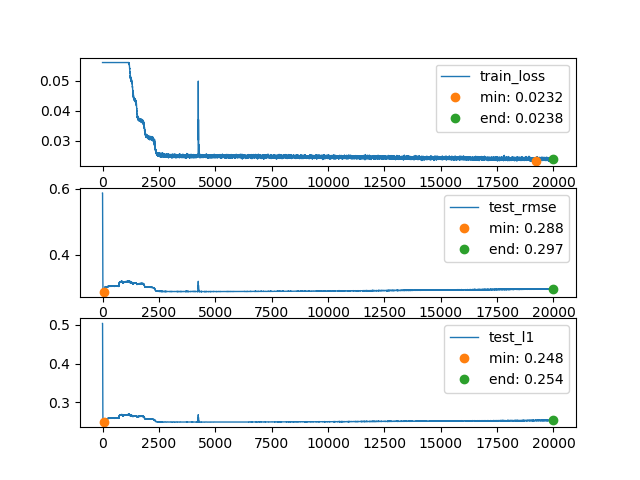 0.05
0.04
0.03
train_loss
min: 0.0232
end: 0.0238
0 2500 5000 7500 10000 12500 15000 17500 20000
0.6
0.4
test_rmse
min: 0.288
end: 0.297
0 2500 5000 7500 10000 12500 15000 17500 20000
0.5
0.4
0.3
test_l1
min: 0.248
end: 0.254
0 2500 5000 7500 10000 12500 15000 17500 20000